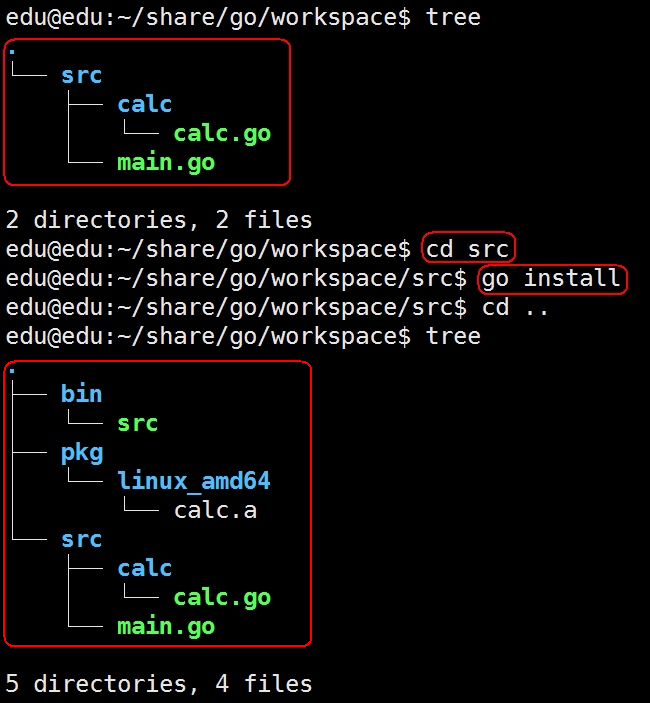 edu@edu:~/share/go/workspace$ tree
.
└── src
    ├── calc
    │   └── calc.go
    └── main.go
2 directories, 2 files
edu@edu:~/share/go/workspace$ cd src
edu@edu:~/share/go/workspace/src$ go install
edu@edu:~/share/go/workspace/src$ cd ..
edu@edu:~/share/go/workspace$ tree
.
├── bin
│   └── src
├── pkg
│   └── linux_amd64
│       └── calc.a
└── src
    ├── calc
    │   └── calc.go
    └── main.go
5 directories, 4 files